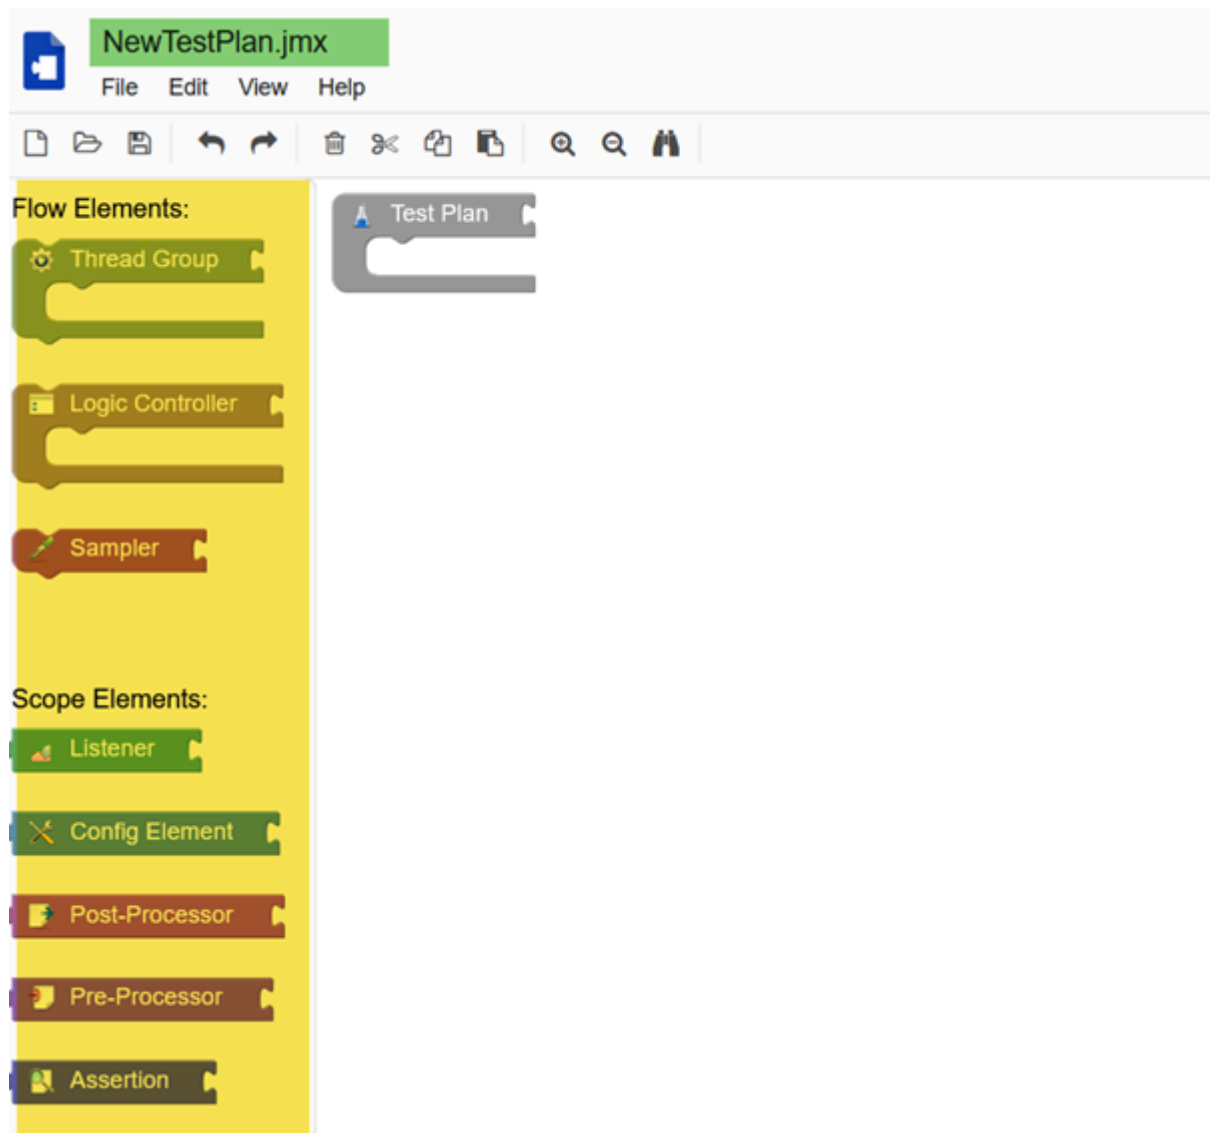 NewTestPlan.jmx
File Edit View Help
Flow Elements:
Test Plan
Thread Group
Logic Controller
Sampler
Scope Elements:
Listener
Config Element
Post-Processor
Pre-Processor
Assertion